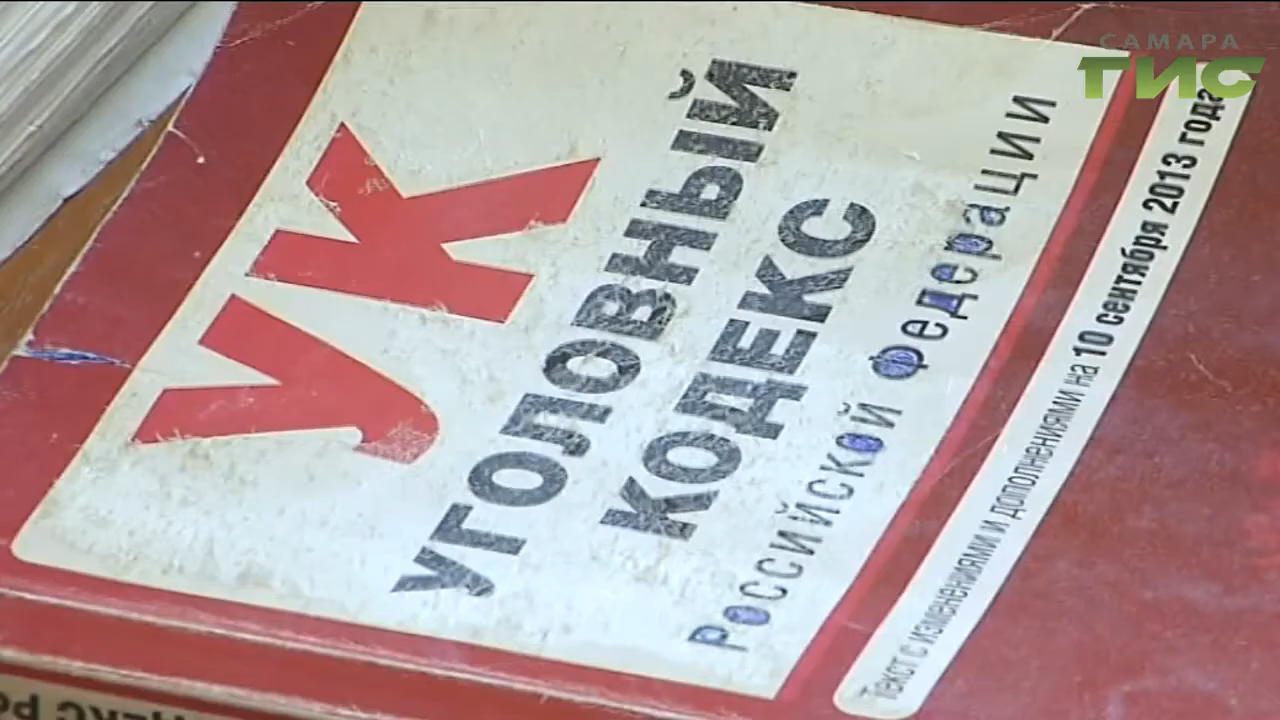 САМАРА
ГИС
УК
УГОЛОВНЫЙ
КОДЕКС
Российской Федерации
Текст с изменениями и дополнениями на 10 сентября 2013 года